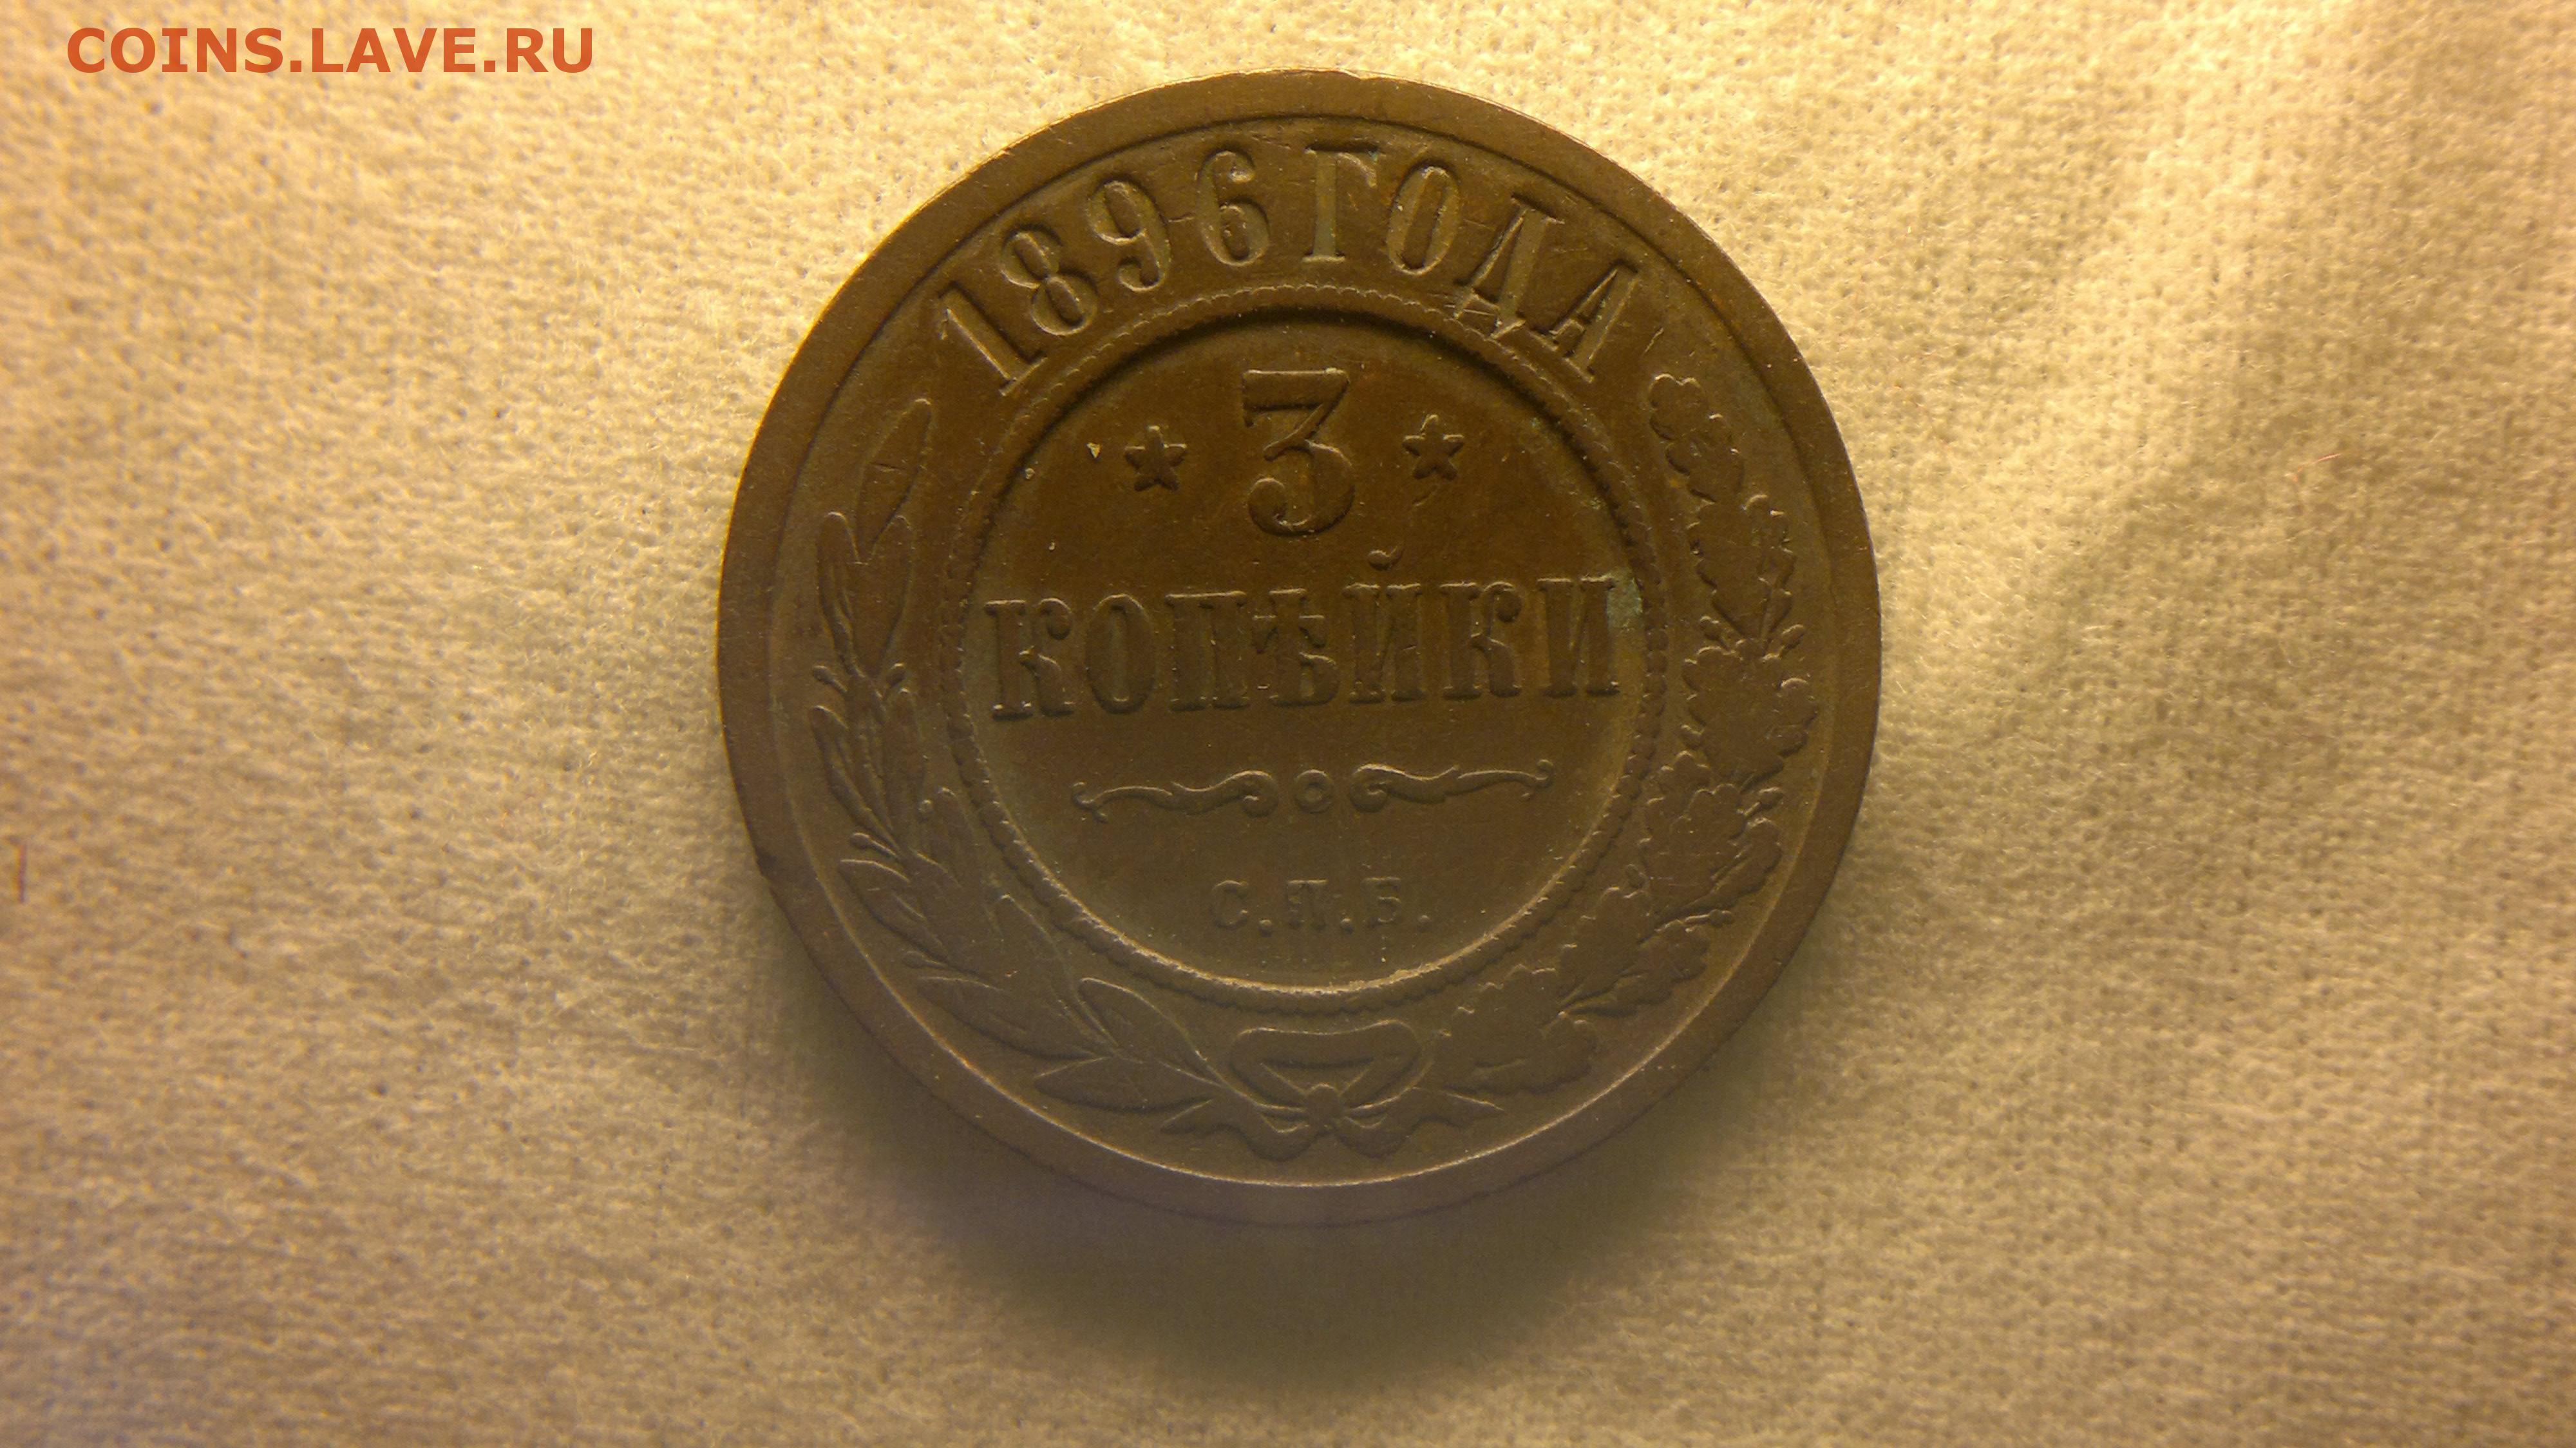 COINS.LAVE.RU
1896 ГОДА
3
КОПѢЙКИ
С.П.Б.